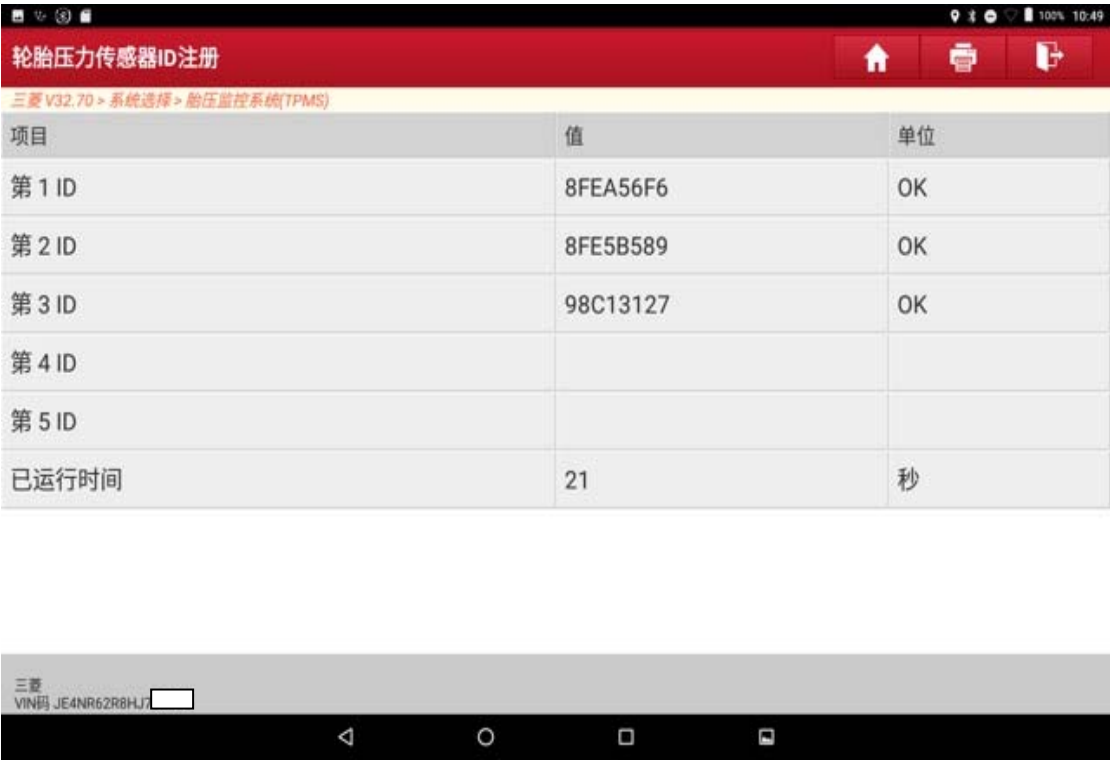 100% 10:49
轮胎压力传感器ID注册
三菱 V32.70 > 系统选择 > 胎压监控系统(TPMS)
项目 值 单位
第 1 ID 8FEA56F6 OK
第 2 ID 8FE5B589 OK
第 3 ID 98C13127 OK
第 4 ID
第 5 ID
已运行时间 21 秒
三菱
VIN码 JE4NR62R8HJ7